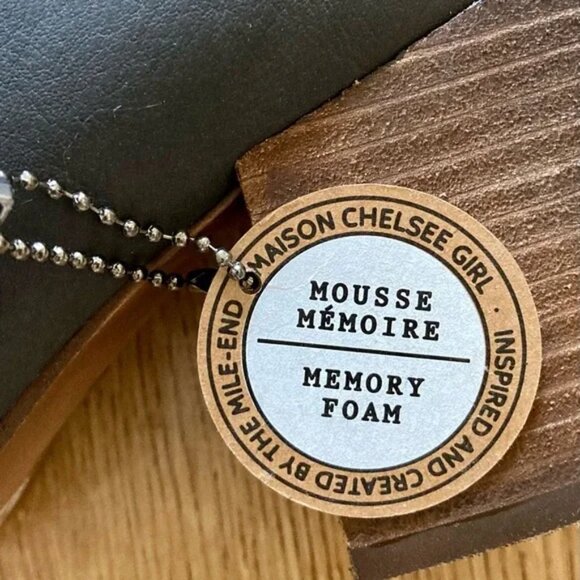 MAISON CHELSEE GIRL · INSPIRED AND CREATED BY THE MILE-END
MOUSSE
MÉMOIRE
MEMORY
FOAM